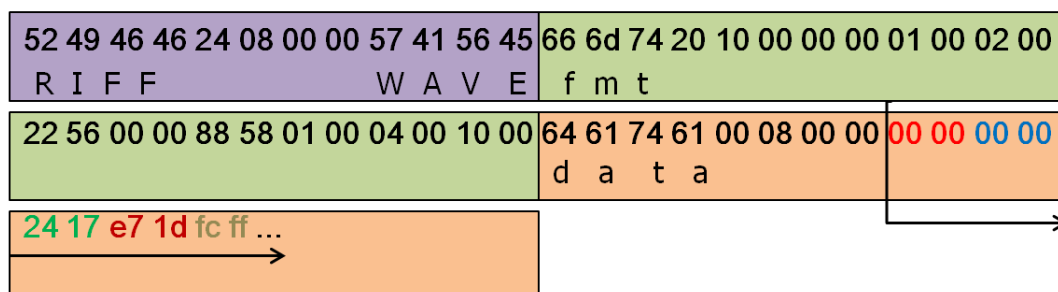 52 49 46 46 24 08 00 00 57 41 56 45 66 6d 74 20 10 00 00 00 01 00 02 00
R I F F W A V E f m t
22 56 00 00 88 58 01 00 04 00 10 00 64 61 74 61 00 08 00 00 00 00 00 00
d a t a
24 17 e7 1d fc ff ...